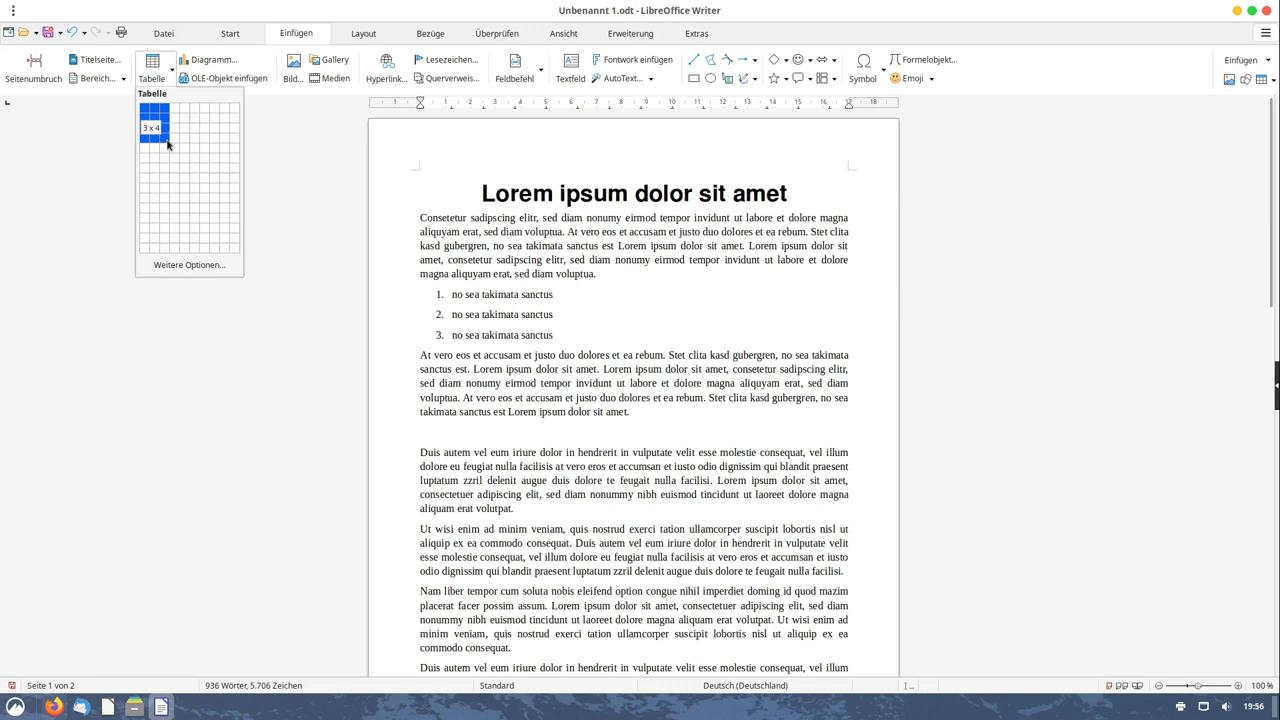 Unbenannt 1.odt - LibreOffice Writer
Datei Start Einfügen Layout Bezüge Überprüfen Ansicht Erweiterung Extras
Titelseite... Diagramm... Gallery Lesezeichen... Fontwork einfügen Formelobjekt... Einfügen
Seitenumbruch Bereich... Tabelle OLE-Objekt einfügen Bild... Medien Hyperlink... Querverweis... Feldbefehl Textfeld AutoText... Symbol Emoji
Tabelle
3 x 4
Weitere Optionen...
1 1 2 3 4 5 6 7 8 9 10 11 12 13 14 15 16 17 18
Lorem ipsum dolor sit amet
Consetetur sadipscing elitr, sed diam nonumy eirmod tempor invidunt ut labore et dolore magna
aliquyam erat, sed diam voluptua. At vero eos et accusam et justo duo dolores et ea rebum. Stet clita
kasd gubergren, no sea takimata sanctus est Lorem ipsum dolor sit amet. Lorem ipsum dolor sit
amet, consetetur sadipscing elitr, sed diam nonumy eirmod tempor invidunt ut labore et dolore
magna aliquyam erat, sed diam voluptua.
1. no sea takimata sanctus
2. no sea takimata sanctus
3. no sea takimata sanctus
At vero eos et accusam et justo duo dolores et ea rebum. Stet clita kasd gubergren, no sea takimata
sanctus est. Lorem ipsum dolor sit amet. Lorem ipsum dolor sit amet, consetetur sadipscing elitr,
sed diam nonumy eirmod tempor invidunt ut labore et dolore magna aliquyam erat, sed diam
voluptua. At vero eos et accusam et justo duo dolores et ea rebum. Stet clita kasd gubergren, no sea
takimata sanctus est Lorem ipsum dolor sit amet.
Duis autem vel eum iriure dolor in hendrerit in vulputate velit esse molestie consequat, vel illum
dolore eu feugiat nulla facilisis at vero eros et accumsan et iusto odio dignissim qui blandit praesent
luptatum zzril delenit augue duis dolore te feugait nulla facilisi. Lorem ipsum dolor sit amet,
consectetuer adipiscing elit, sed diam nonummy nibh euismod tincidunt ut laoreet dolore magna
aliquam erat volutpat.
Ut wisi enim ad minim veniam, quis nostrud exerci tation ullamcorper suscipit lobortis nisl ut
aliquip ex ea commodo consequat. Duis autem vel eum iriure dolor in hendrerit in vulputate velit
esse molestie consequat, vel illum dolore eu feugiat nulla facilisis at vero eros et accumsan et iusto
odio dignissim qui blandit praesent luptatum zzril delenit augue duis dolore te feugait nulla facilisi.
Nam liber tempor cum soluta nobis eleifend option congue nihil imperdiet doming id quod mazim
placerat facer possim assum. Lorem ipsum dolor sit amet, consectetuer adipiscing elit, sed diam
nonummy nibh euismod tincidunt ut laoreet dolore magna aliquam erat volutpat. Ut wisi enim ad
minim veniam, quis nostrud exerci tation ullamcorper suscipit lobortis nisl ut aliquip ex ea
commodo consequat.
Duis autem vel eum iriure dolor in hendrerit in vulputate velit esse molestie consequat, vel illum
Seite 1 von 2 936 Wörter, 5.706 Zeichen Standard Deutsch (Deutschland) 100 %
19:56